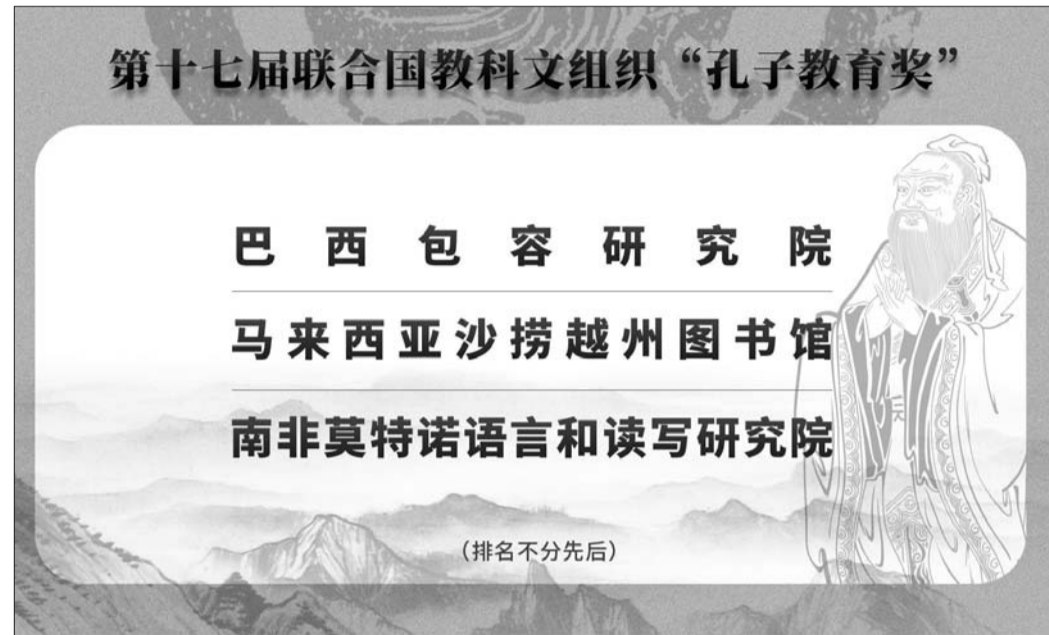 第十七届联合国教科文组织“孔子教育奖”
巴西包容研究院
马来西亚沙捞越州图书馆
南非莫特诺语言和读写研究院
（排名不分先后）